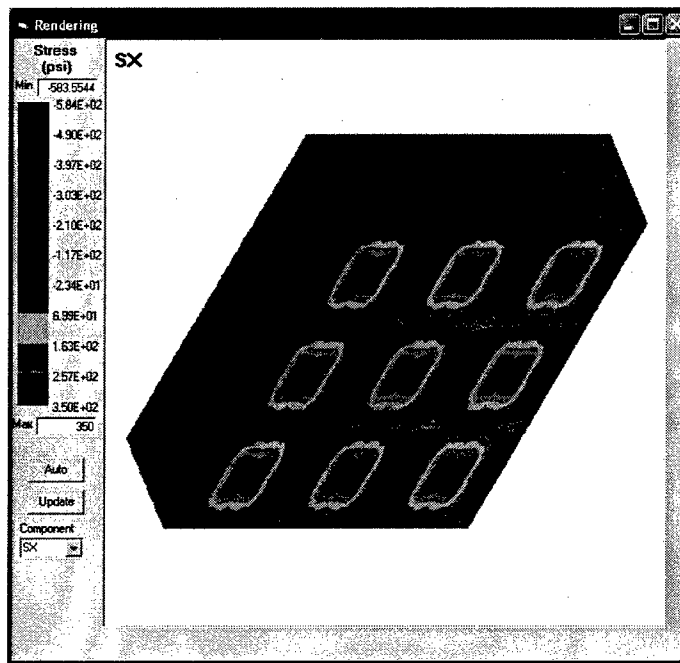 Rendering
Stress
(psi)
Min -583.5544
-5.84E+02
-4.90E+02
-3.97E+02
-3.03E+02
-2.10E+02
-1.17E+02
-2.34E+01
6.99E+01
1.63E+02
2.57E+02
3.50E+02
Max 350
Auto
Update
Component
SX
SX